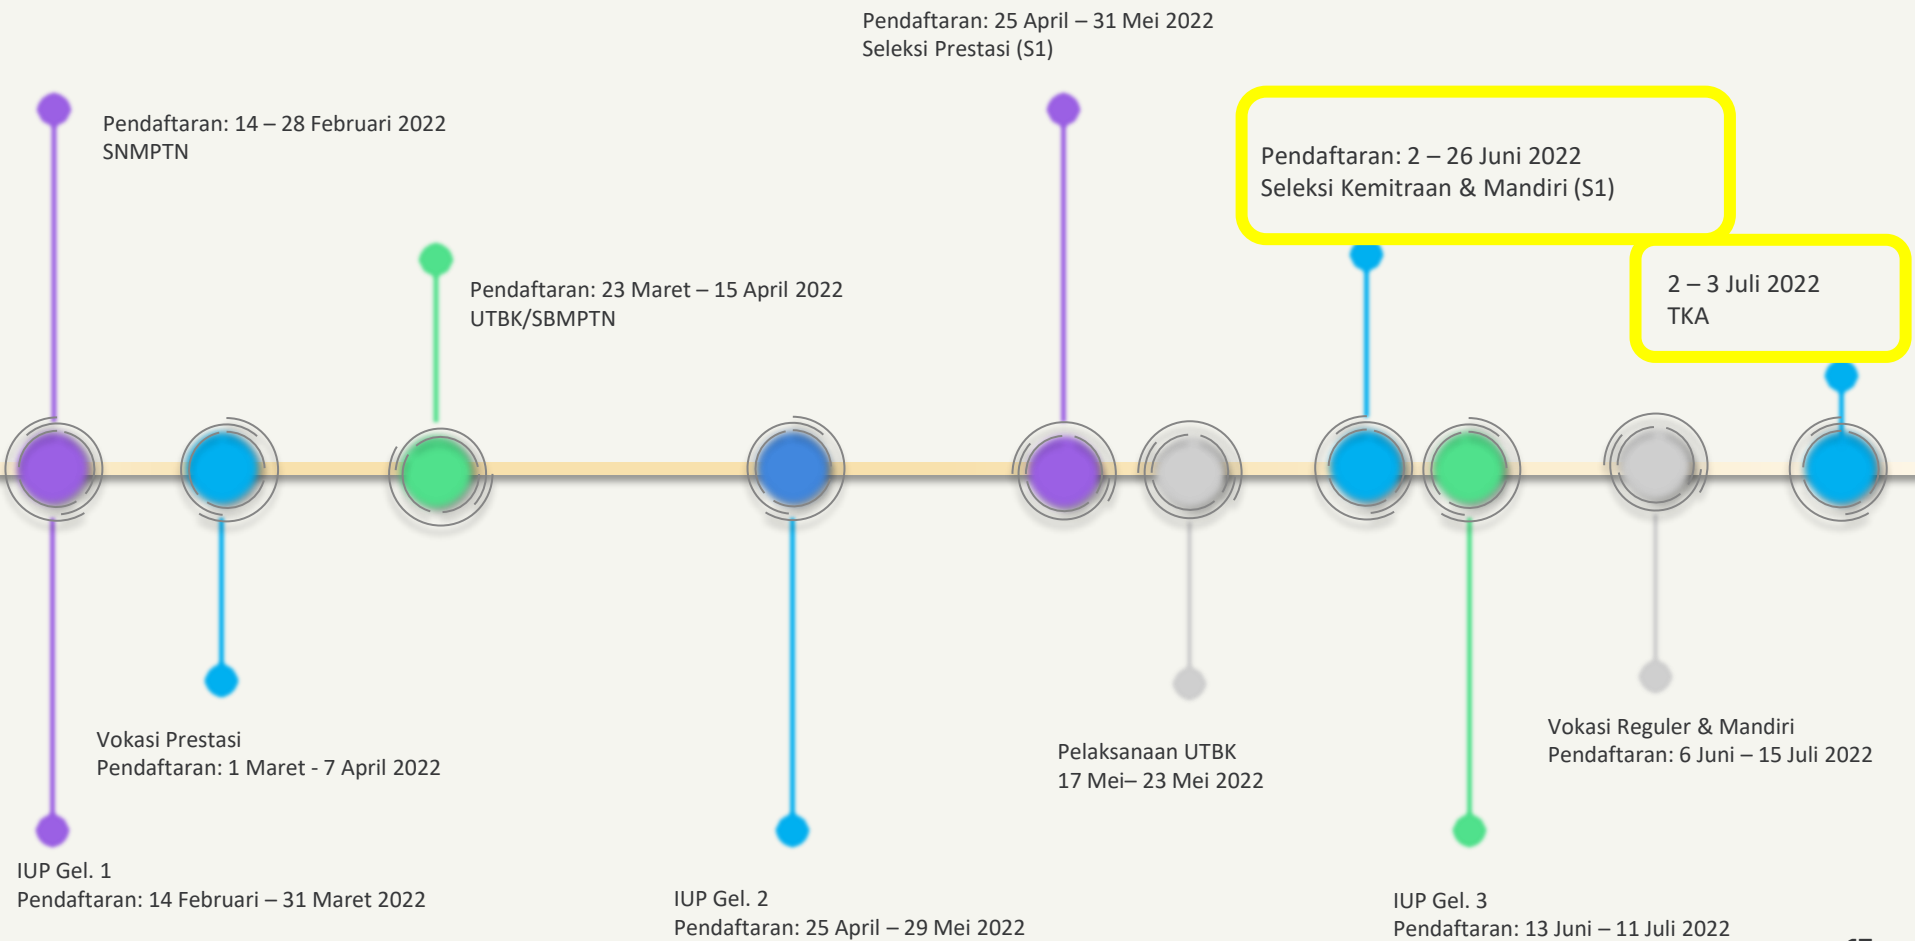 Pendaftaran: 25 April – 31 Mei 2022
Seleksi Prestasi (S1)
Pendaftaran: 14 – 28 Februari 2022
SNMPTN
Pendaftaran: 2 – 26 Juni 2022
Seleksi Kemitraan & Mandiri (S1)
Pendaftaran: 23 Maret – 15 April 2022
UTBK/SBMPTN
2 – 3 Juli 2022
TKA
Vokasi Prestasi
Pendaftaran: 1 Maret - 7 April 2022
Pelaksanaan UTBK
17 Mei– 23 Mei 2022
Vokasi Reguler & Mandiri
Pendaftaran: 6 Juni – 15 Juli 2022
IUP Gel. 1
Pendaftaran: 14 Februari – 31 Maret 2022
IUP Gel. 2
Pendaftaran: 25 April – 29 Mei 2022
IUP Gel. 3
Pendaftaran: 13 Juni – 11 Juli 2022